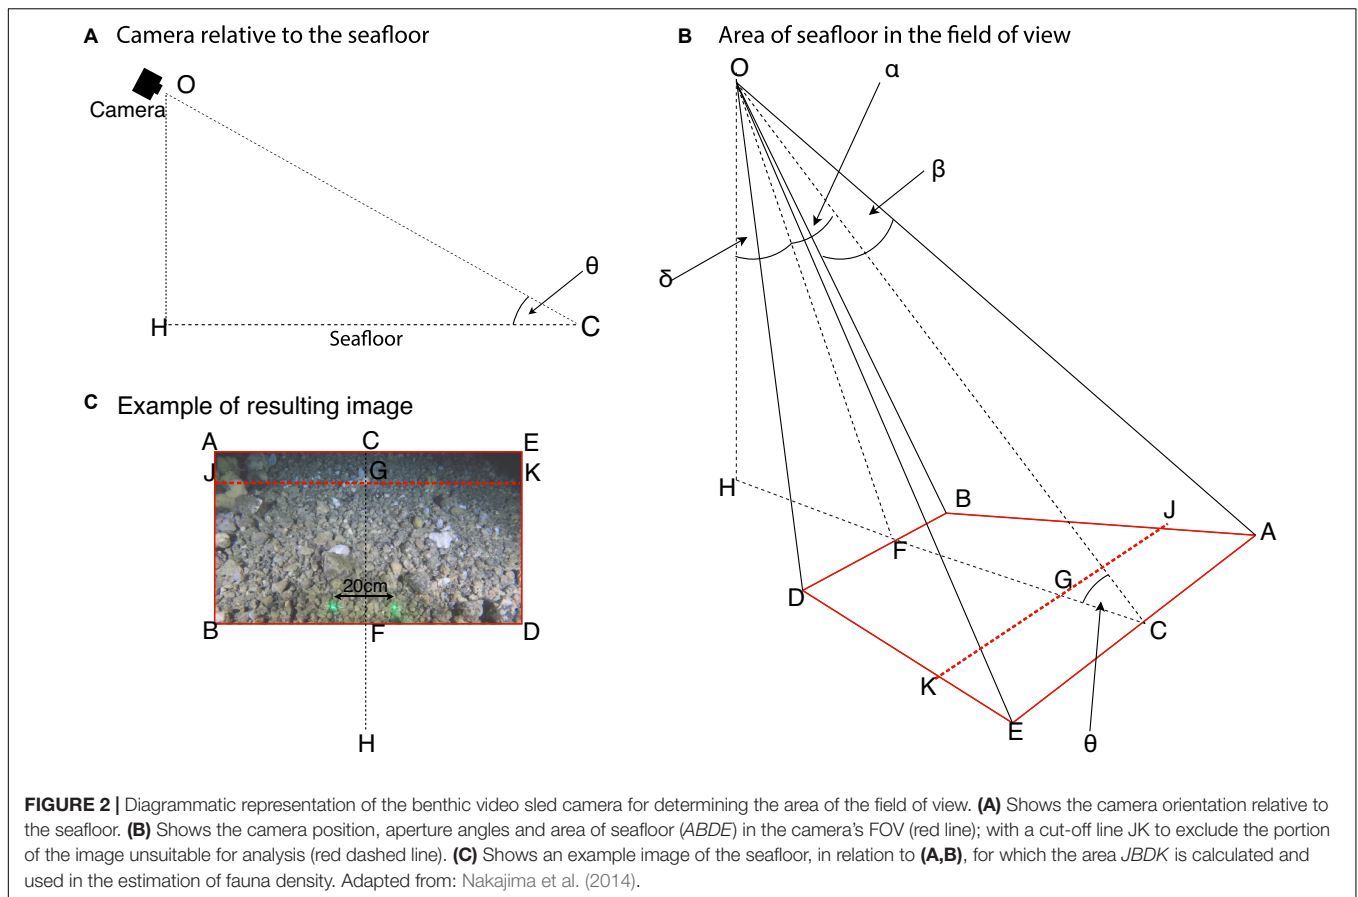 A Camera relative to the seafloor
O
Camera
θ
H
C
Seafloor
B Area of seafloor in the field of view
O
α
β
δ
H
B
J
A
F
D
G
C
K
E
θ
C Example of resulting image
A C E
J G K
20cm
B F D
H
FIGURE 2 | Diagrammatic representation of the benthic video sled camera for determining the area of the field of view. (A) Shows the camera orientation relative to
the seafloor. (B) Shows the camera position, aperture angles and area of seafloor (ABDE) in the camera's FOV (red line); with a cut-off line JK to exclude the portion
of the image unsuitable for analysis (red dashed line). (C) Shows an example image of the seafloor, in relation to (A,B), for which the area JBDK is calculated and
used in the estimation of fauna density. Adapted from: Nakajima et al. (2014).